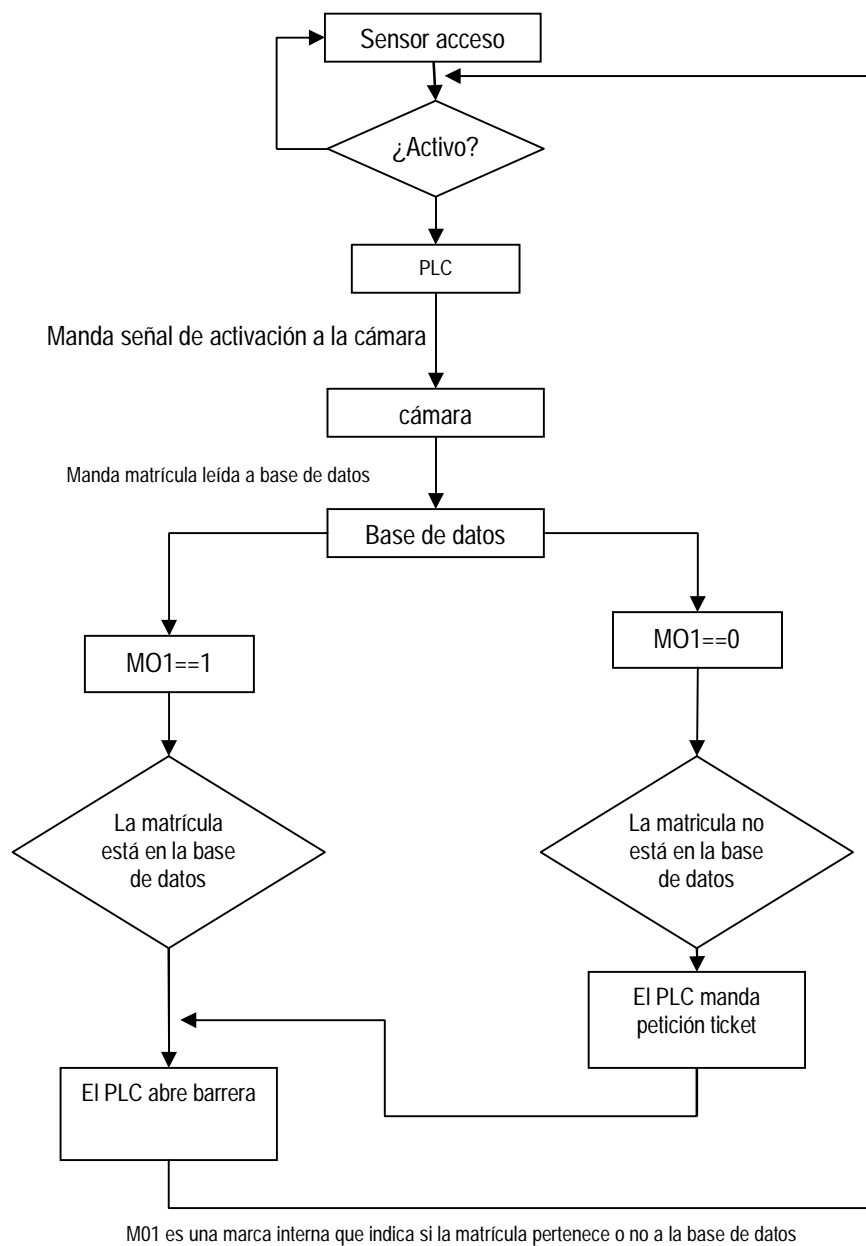 Sensor acceso
¿Activo?
PLC
Manda señal de activación a la cámara
cámara
Manda matrícula leída a base de datos
Base de datos
MO1==1
MO1==0
La matrícula
está en la base
de datos
La matricula no
está en la base
de datos
El PLC manda
petición ticket
El PLC abre barrera
M01 es una marca interna que indica si la matrícula pertenece o no a la base de datos